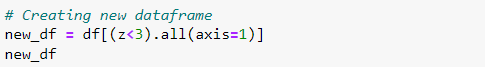 # Creating new dataframe
new_df = df[(z<3).all(axis=1)]
new_df